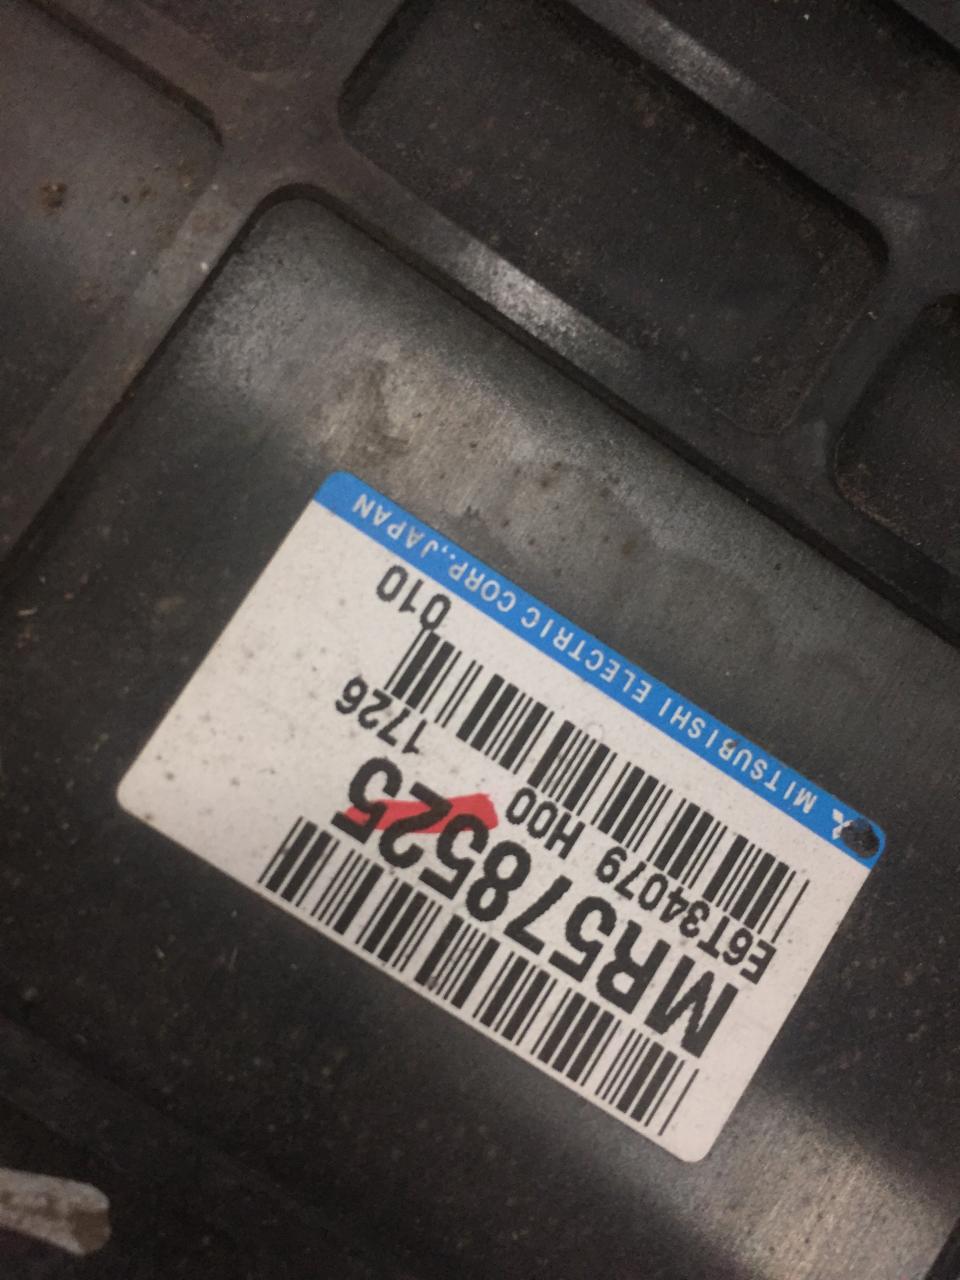 MITSUBISHI ELECTRIC CORP.JAPAN
010
E6T34079 H00 1726
MR578525